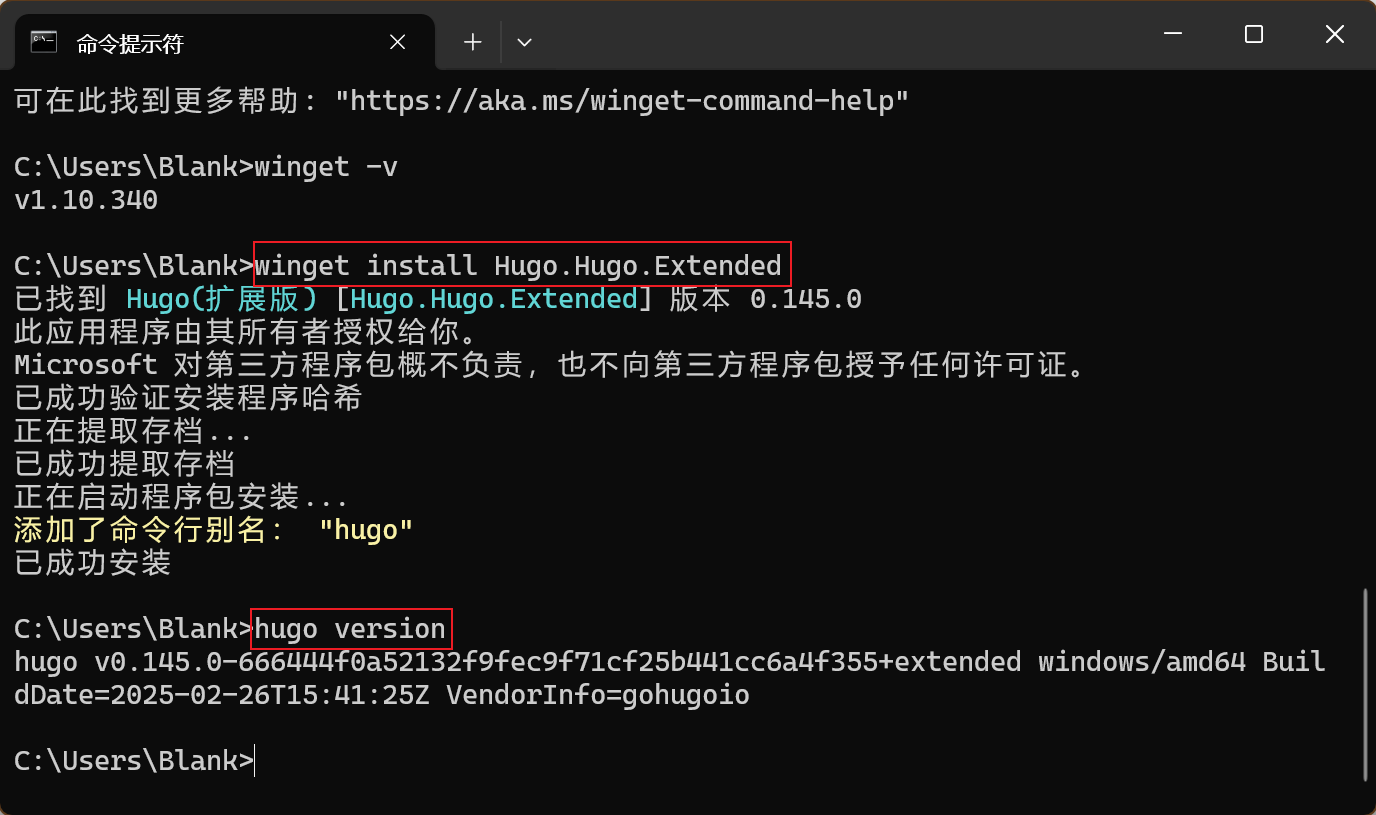 命令提示符
可在此找到更多帮助："https://aka.ms/winget-command-help"
C:\Users\Blank>winget -v
v1.10.340
C:\Users\Blank>winget install Hugo.Hugo.Extended
已找到 Hugo(扩展版) [Hugo.Hugo.Extended] 版本 0.145.0
此应用程序由其所有者授权给你。
Microsoft 对第三方程序包概不负责，也不向第三方程序包授予任何许可证。
已成功验证安装程序哈希
正在提取存档...
已成功提取存档
正在启动程序包安装...
添加了命令行别名： "hugo"
已成功安装
C:\Users\Blank>hugo version
hugo v0.145.0-666444f0a52132f9fec9f71cf25b441cc6a4f355+extended windows/amd64 Buil
dDate=2025-02-26T15:41:25Z VendorInfo=gohugoio
C:\Users\Blank>